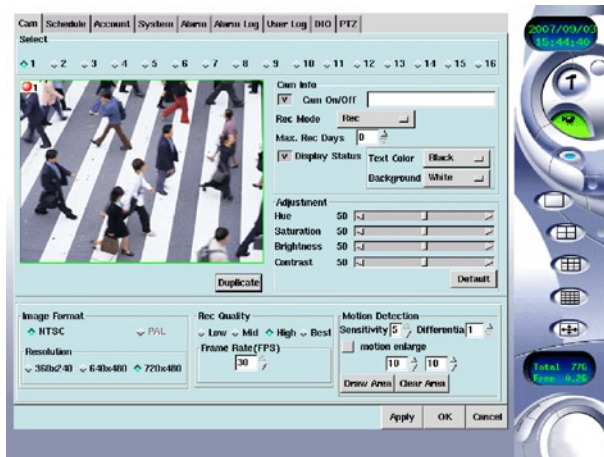 Cam Schedule Account System Alarm Alarm Log User Log DIO PTZ
2007/09/03
15:44:40
Select
1 2 3 4 5 6 7 8 9 10 11 12 13 14 15 16
1
Cam Info
Cam On/Off
Rec Mode Rec
Max. Rec Days 0
Display Status Text Color Black
Background White
Adjustment
Hue 50
Saturation 50
Brightness 50
Contrast 50
Duplicate
Default
Image Format
NTSC PAL
Resolution
360x240 640x480 720x480
Rec Quality
Low Mid High Best
Frame Rate(FPS)
30
Motion Detection
Sensitivity 5 Differentia 1
motion enlarge
10 10
Draw Area Clear Area
Total 77G
Free 0.2G
Apply OK Cancel